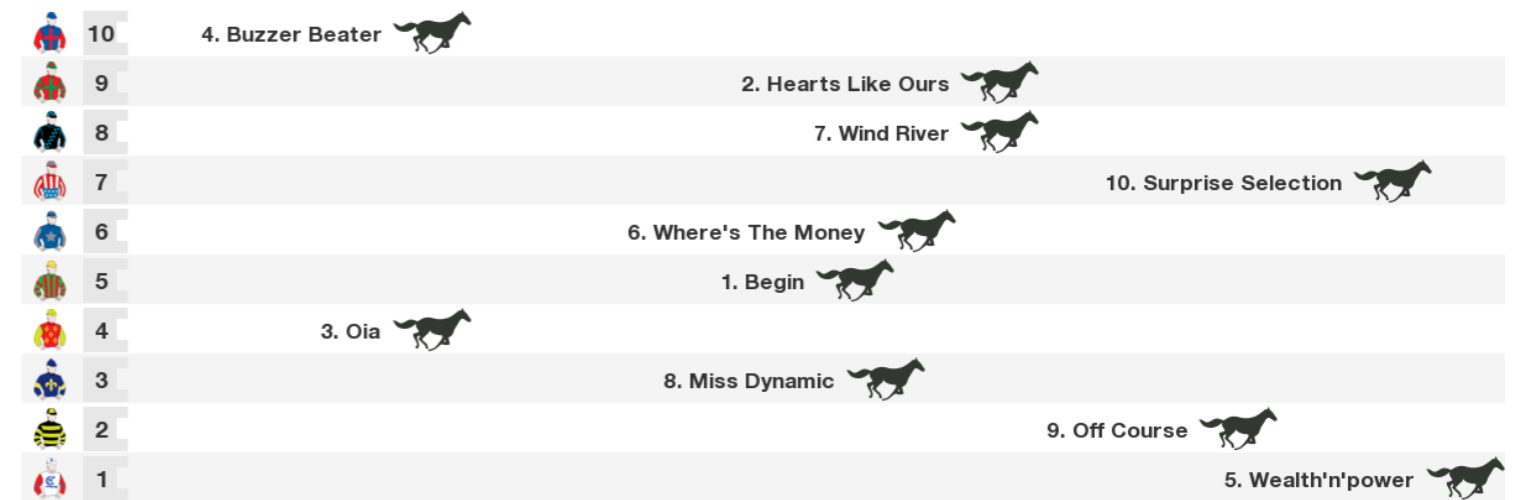 10 4. Buzzer Beater
9 2. Hearts Like Ours
8 7. Wind River
7 10. Surprise Selection
6 6. Where's The Money
5 1. Begin
4 3. Oia
3 8. Miss Dynamic
2 9. Off Course
1 5. Wealth'n'power